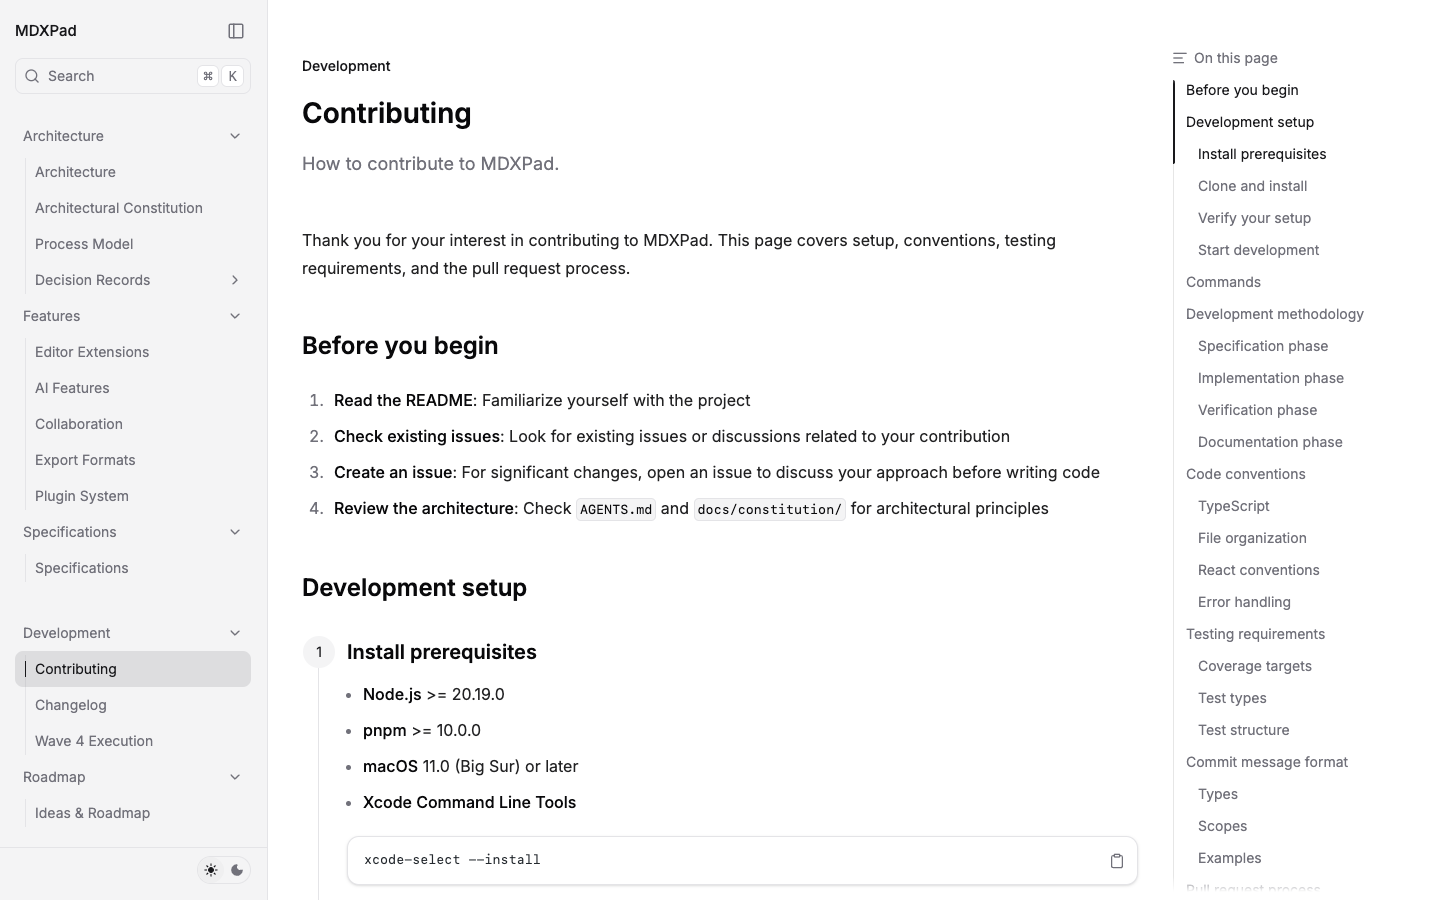 MDXPad
Search
⌘ K
Architecture
Architecture
Architectural Constitution
Process Model
Decision Records
Features
Editor Extensions
AI Features
Collaboration
Export Formats
Plugin System
Specifications
Specifications
Development
Contributing
Changelog
Wave 4 Execution
Roadmap
Ideas & Roadmap
Development
Contributing
How to contribute to MDXPad.
Thank you for your interest in contributing to MDXPad. This page covers setup, conventions, testing
requirements, and the pull request process.
Before you begin
1. Read the README: Familiarize yourself with the project
2. Check existing issues: Look for existing issues or discussions related to your contribution
3. Create an issue: For significant changes, open an issue to discuss your approach before writing code
4. Review the architecture: Check AGENTS.md and docs/constitution/ for architectural principles
Development setup
1 Install prerequisites
• Node.js >= 20.19.0
• pnpm >= 10.0.0
• macOS 11.0 (Big Sur) or later
• Xcode Command Line Tools
xcode-select --install
On this page
Before you begin
Development setup
Install prerequisites
Clone and install
Verify your setup
Start development
Commands
Development methodology
Specification phase
Implementation phase
Verification phase
Documentation phase
Code conventions
TypeScript
File organization
React conventions
Error handling
Testing requirements
Coverage targets
Test types
Test structure
Commit message format
Types
Scopes
Examples
Pull request process